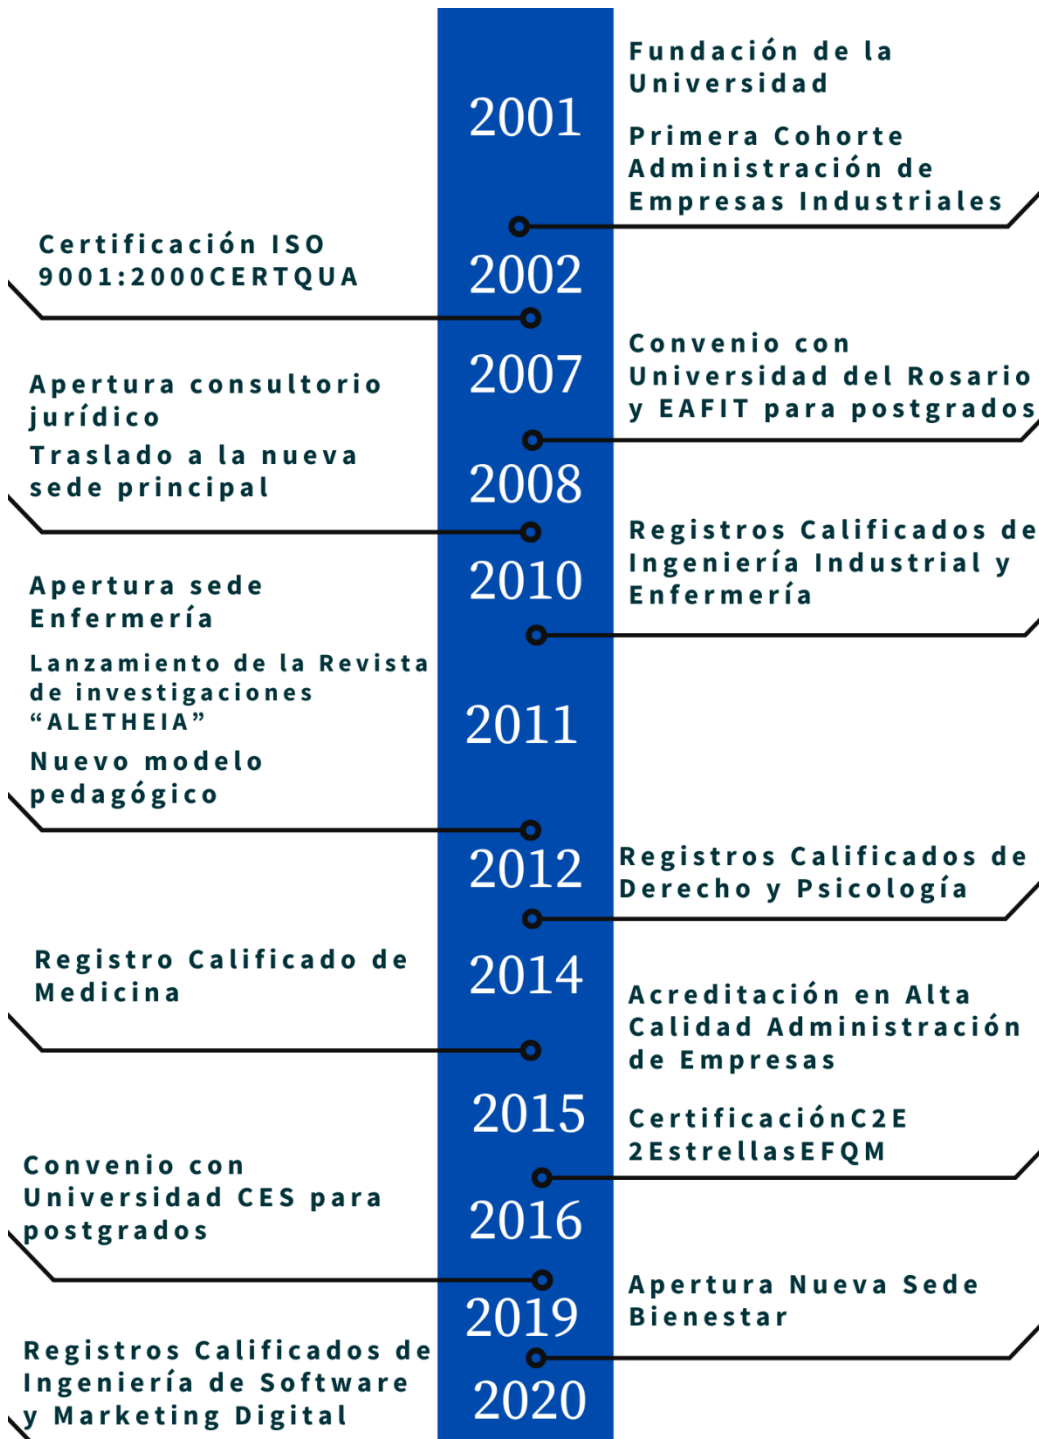 2001
Fundación de la
Universidad
Primera Cohorte
Administración de
Empresas Industriales
2002
Certificación ISO
9001:2000CERTQUA
2007
Convenio con
Universidad del Rosario
y EAFIT para postgrados
2008
Apertura consultorio
jurídico
Traslado a la nueva
sede principal
2010
Registros Calificados de
Ingeniería Industrial y
Enfermería
2011
Apertura sede
Enfermería
Lanzamiento de la Revista
de investigaciones
“ALETHEIA”
Nuevo modelo
pedagógico
2012
Registros Calificados de
Derecho y Psicología
2014
Registro Calificado de
Medicina
2015
Acreditación en Alta
Calidad Administración
de Empresas
CertificaciónC2E
2EstrellasEFQM
2016
Convenio con
Universidad CES para
postgrados
2019
Apertura Nueva Sede
Bienestar
2020
Registros Calificados de
Ingeniería de Software
y Marketing Digital